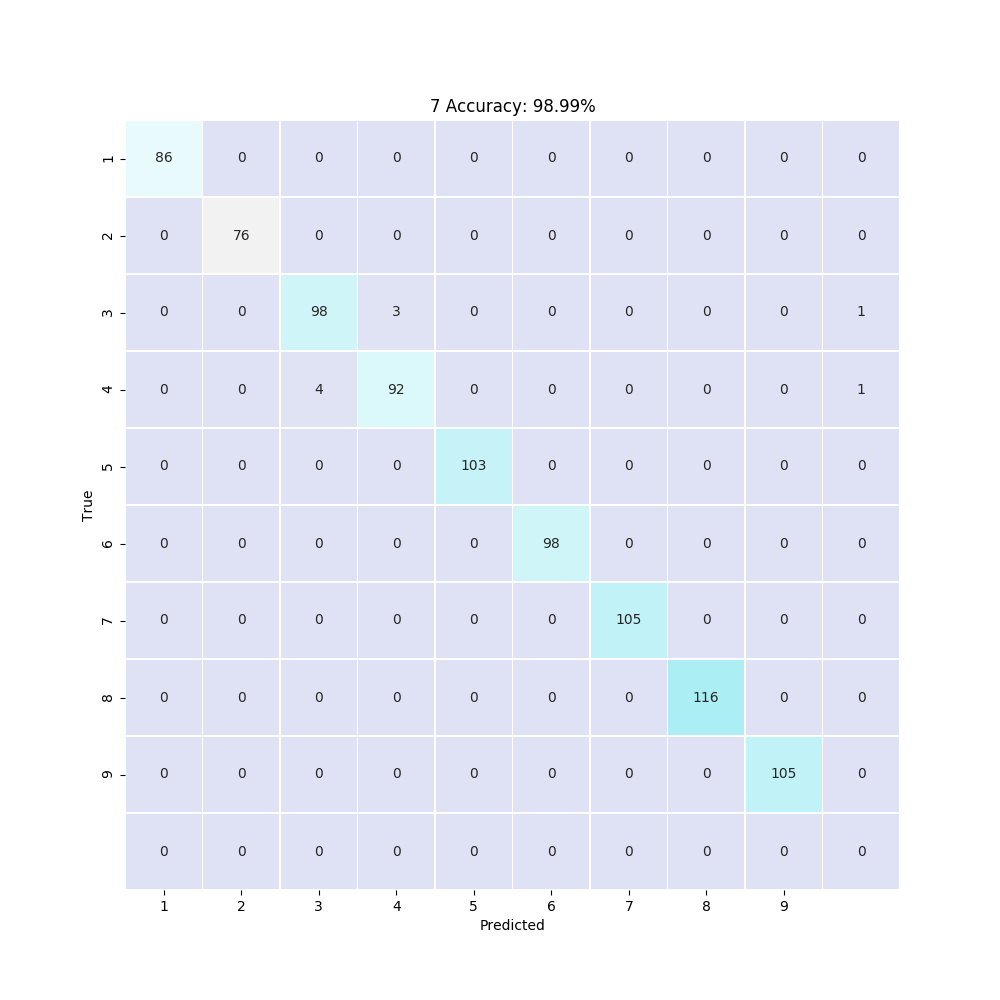 7 Accuracy: 98.99%
1 86 0 0 0 0 0 0 0 0 0
2 0 76 0 0 0 0 0 0 0 0
3 0 0 98 3 0 0 0 0 0 1
4 0 0 4 92 0 0 0 0 0 1
5 0 0 0 0 103 0 0 0 0 0
True
6 0 0 0 0 0 98 0 0 0 0
7 0 0 0 0 0 0 105 0 0 0
8 0 0 0 0 0 0 0 116 0 0
9 0 0 0 0 0 0 0 0 105 0
0 0 0 0 0 0 0 0 0 0
1 2 3 4 5 6 7 8 9
Predicted